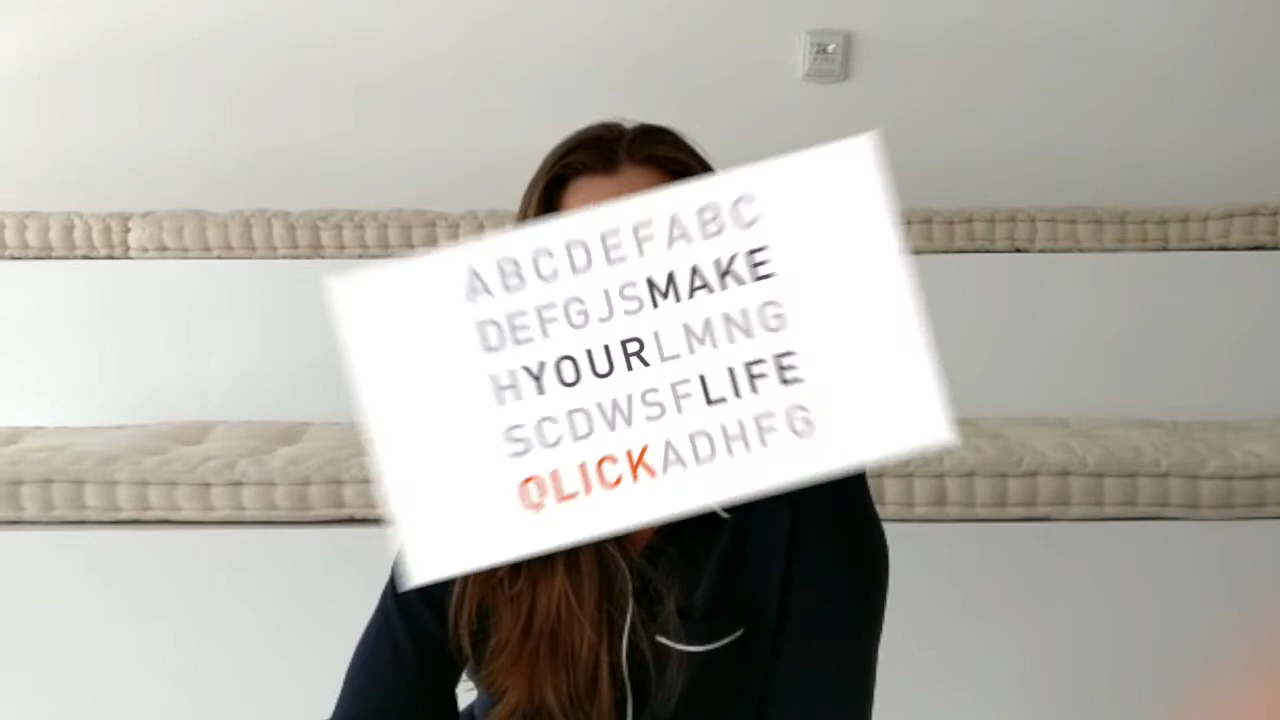 ABCDEFABC
DEFGJSMAKE
HYOURLMNG
SCDWSFLIFE
QLICKADHFG